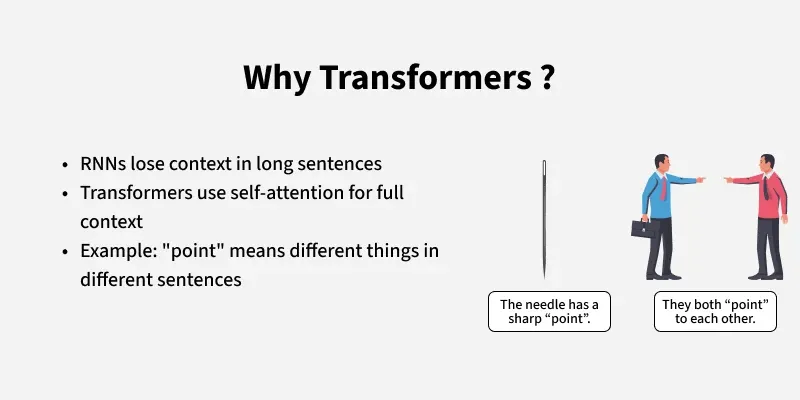 Why Transformers ?
• RNNs lose context in long sentences
• Transformers use self-attention for full
context
• Example: "point" means different things in
different sentences
The needle has a
sharp “point”.
They both “point”
to each other.